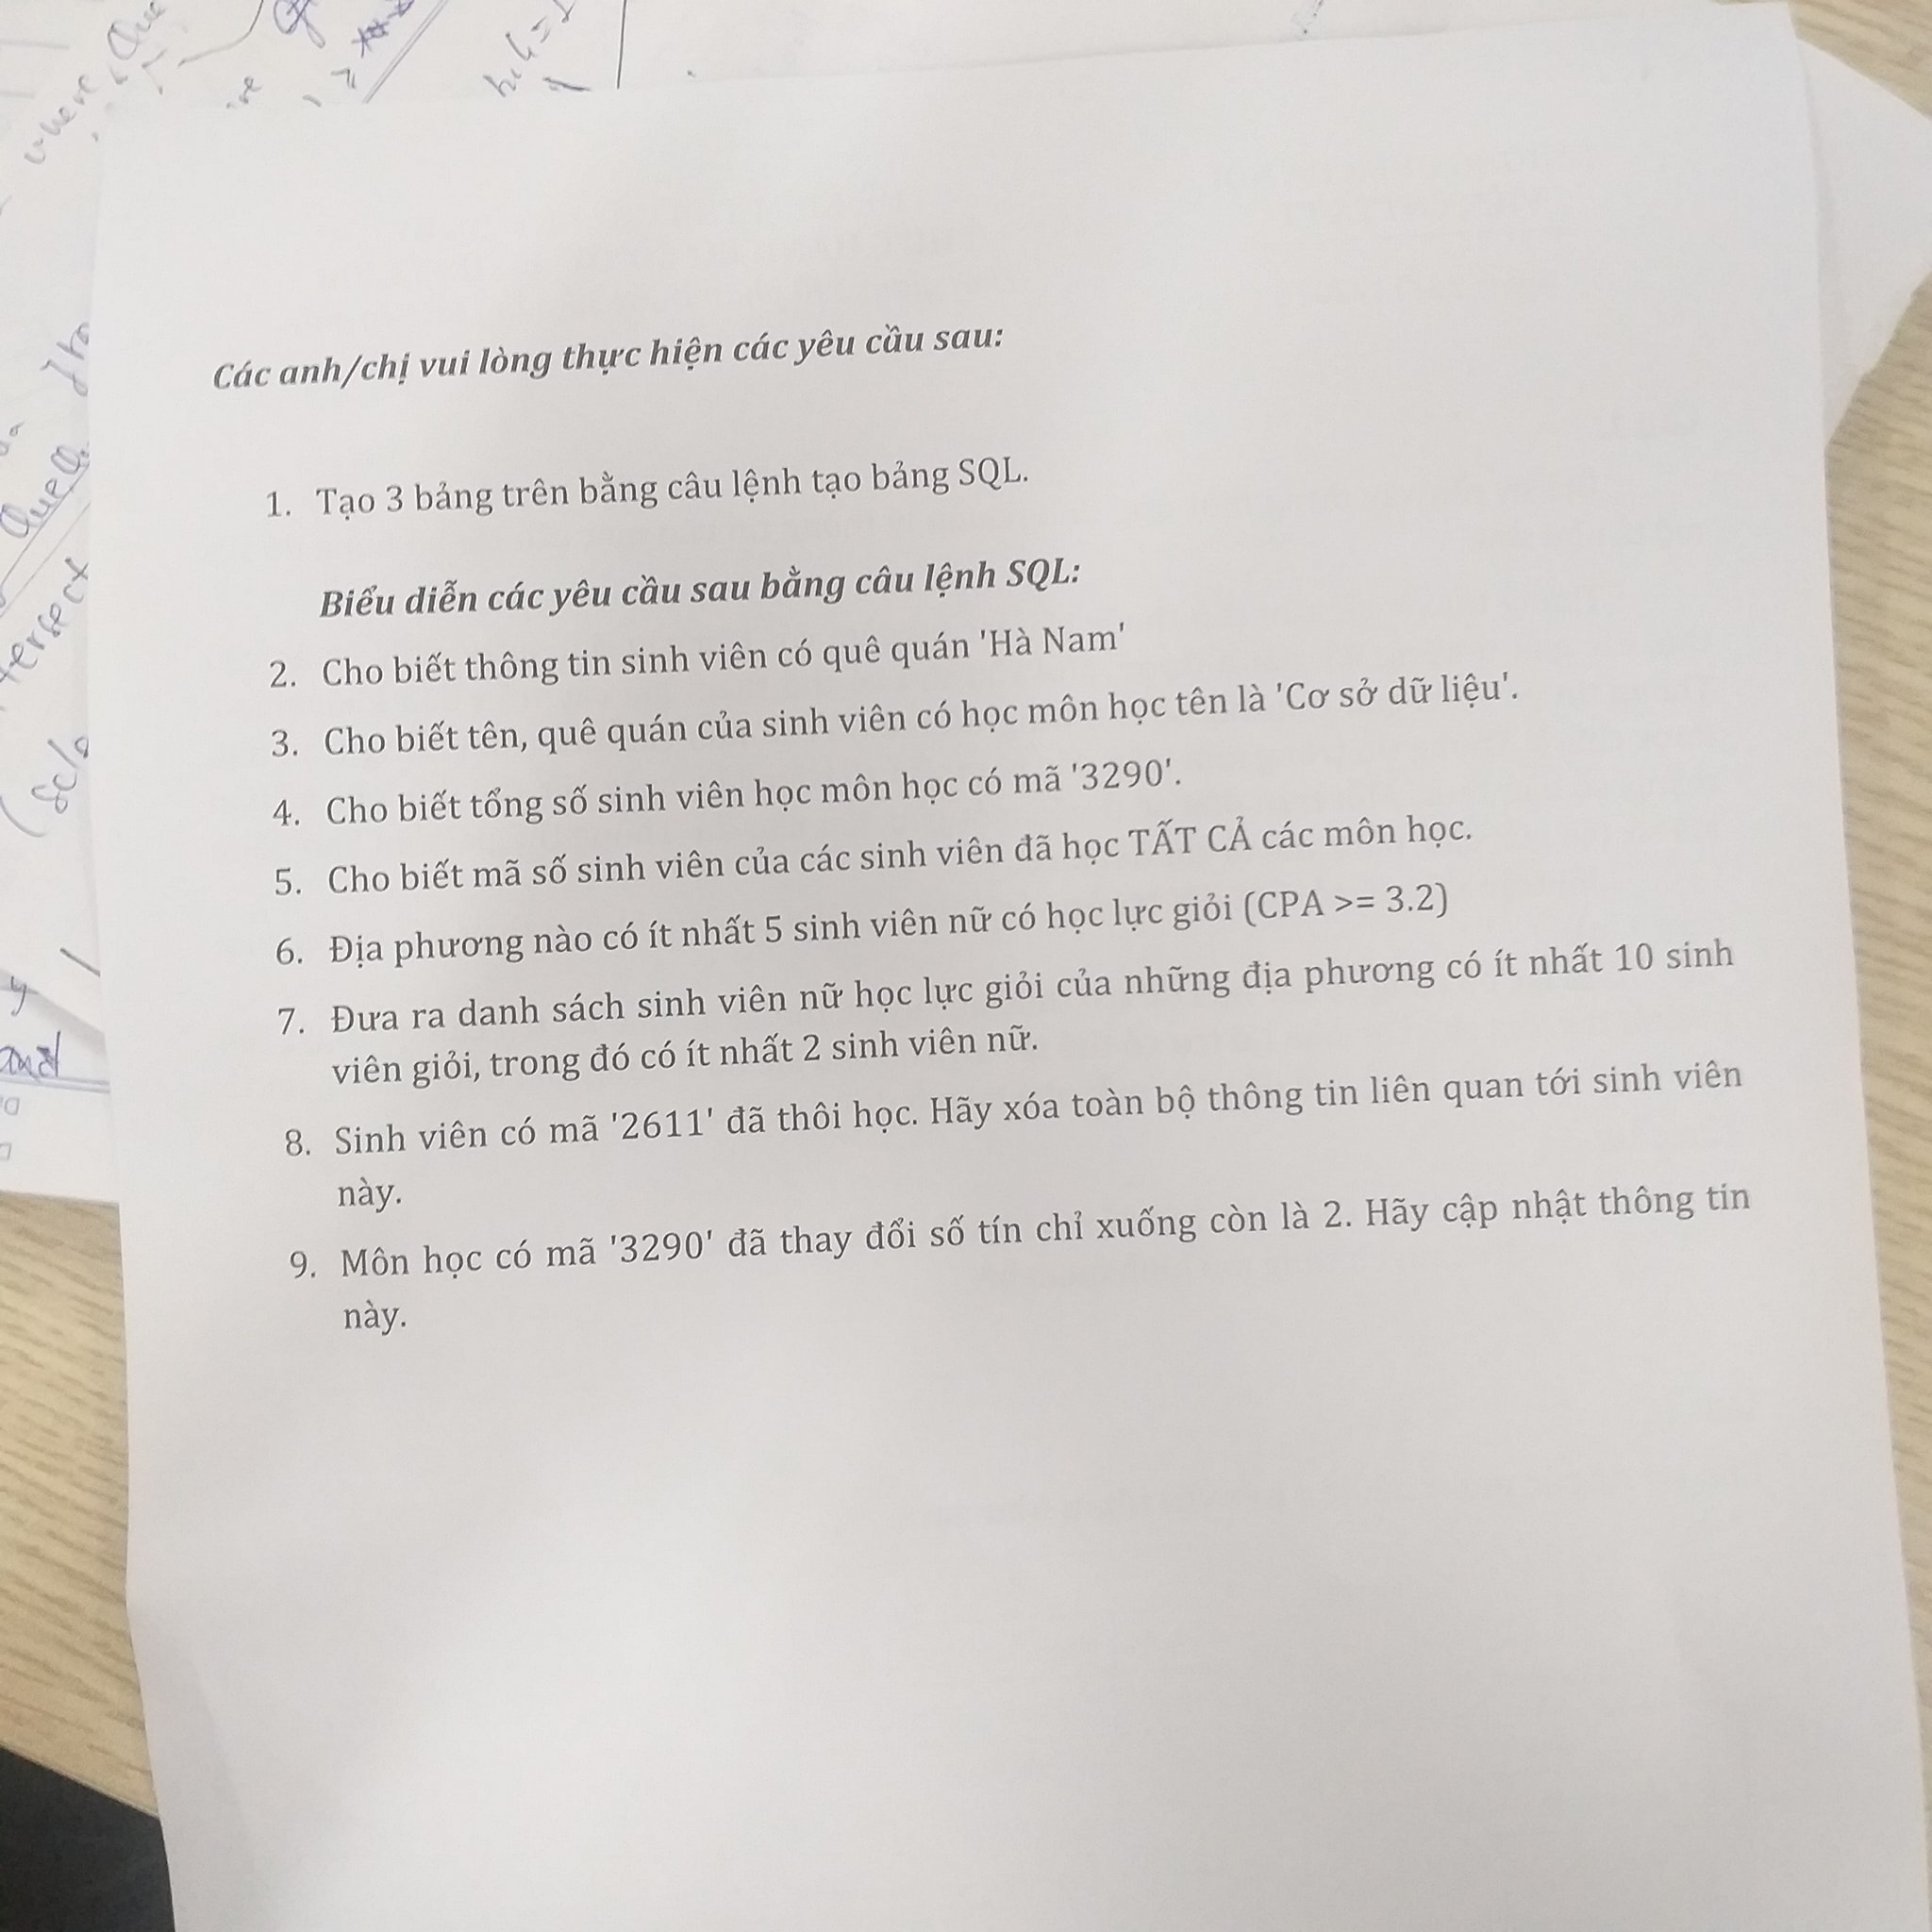 where
Các anh/chị vui lòng thực hiện các yêu cầu sau:
1. Tạo 3 bảng trên bằng câu lệnh tạo bảng SQL.
Biểu diễn các yêu cầu sau bằng câu lệnh SQL:
2. Cho biết thông tin sinh viên có quê quán 'Hà Nam'
3. Cho biết tên, quê quán của sinh viên có học môn học tên là 'Cơ sở dữ liệu'.
4. Cho biết tổng số sinh viên học môn học có mã '3290'.
5. Cho biết mã số sinh viên của các sinh viên đã học TẤT CẢ các môn học.
6. Địa phương nào có ít nhất 5 sinh viên nữ có học lực giỏi (CPA >= 3.2)
7. Đưa ra danh sách sinh viên nữ học lực giỏi của những địa phương có ít nhất 10 sinh
viên giỏi, trong đó có ít nhất 2 sinh viên nữ.
8. Sinh viên có mã '2611' đã thôi học. Hãy xóa toàn bộ thông tin liên quan tới sinh viên
này.
9. Môn học có mã '3290' đã thay đổi số tín chỉ xuống còn là 2. Hãy cập nhật thông tin
này.